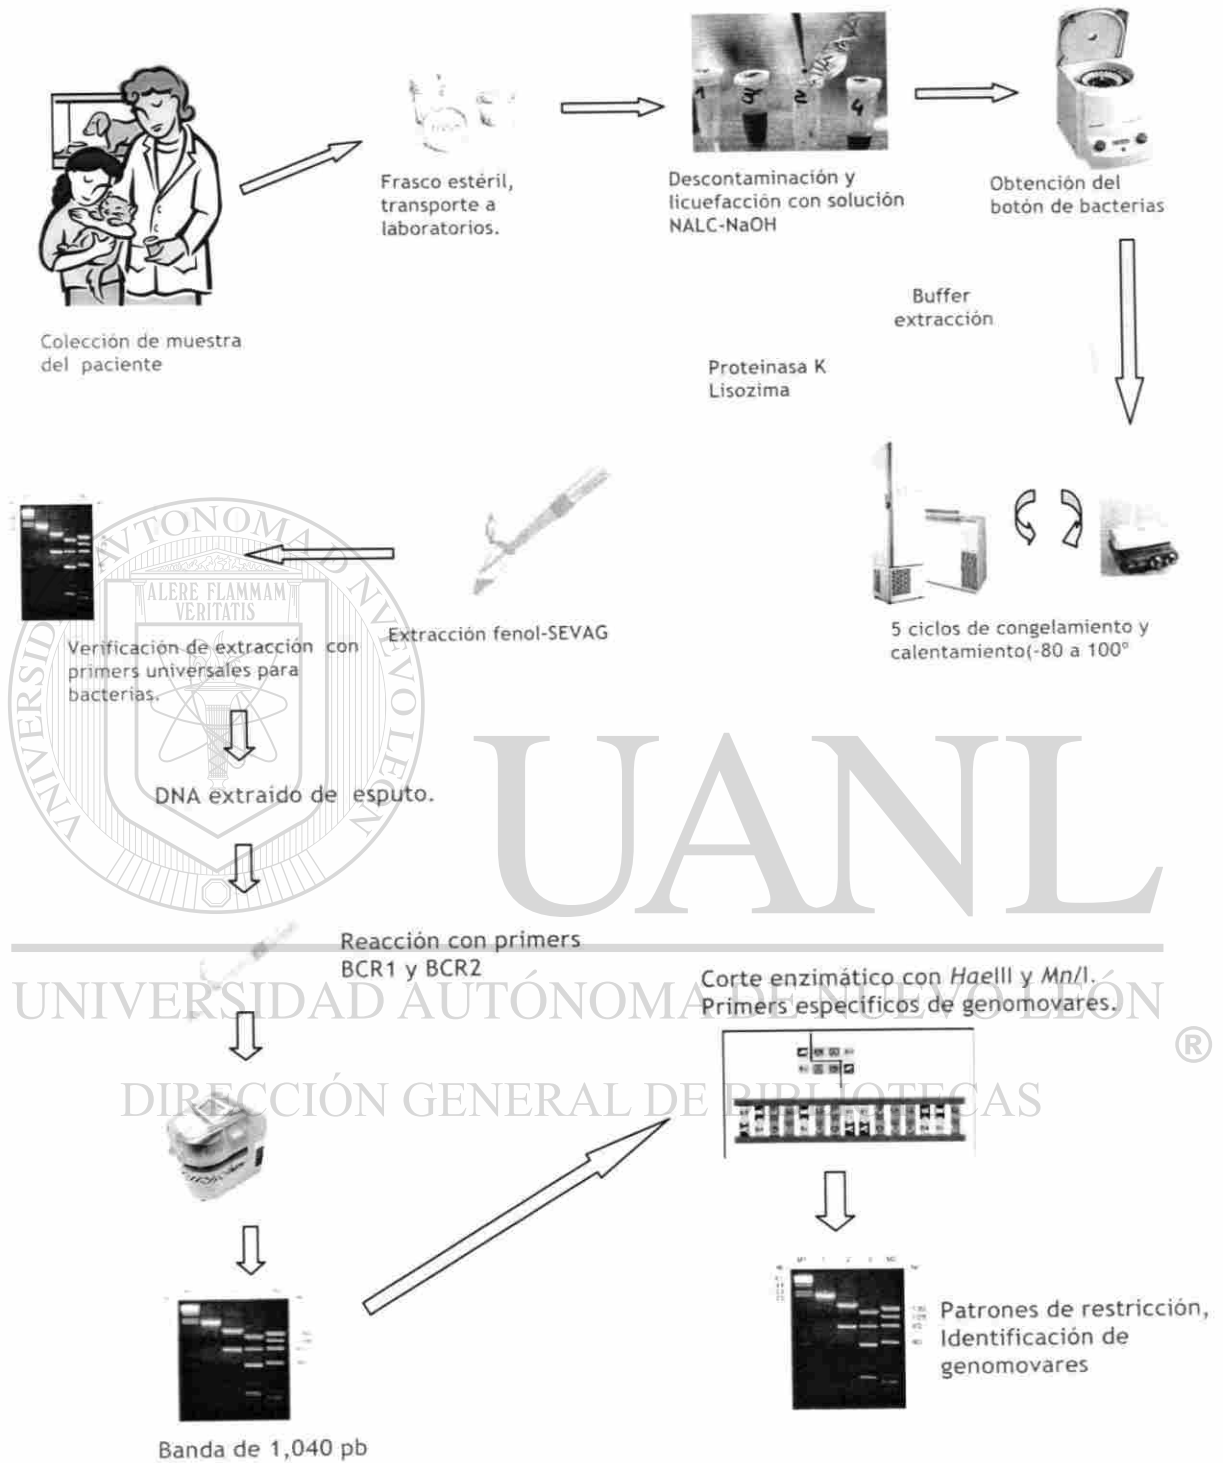 Colección de muestra
del paciente
Frasco estéril,
transporte a
laboratorios.
Descontaminación y
licuefacción con solución
NALC-NaOH
Obtención del
botón de bacterias
Buffer
extracción
Proteinasa K
Lisozima
5 ciclos de congelamiento y
calentamiento(-80 a 100°
Extracción fenol-SEVAG
Verificación de extracción con
primers universales para
bacterias.
DNA extraido de esputo.
Reacción con primers
BCR1 y BCR2
Banda de 1,040 pb
Corte enzimático con HaeIII y MnlI.
Primers específicos de genomovares.
Patrones de restricción,
Identificación de
genomovares
ALERE FLAMMAM
VERITATIS
UANL
UNIVERSIDAD AUTÓNOMA DE NUEVO LEÓN
®
DIRECCIÓN GENERAL DE BIBLIOTECAS